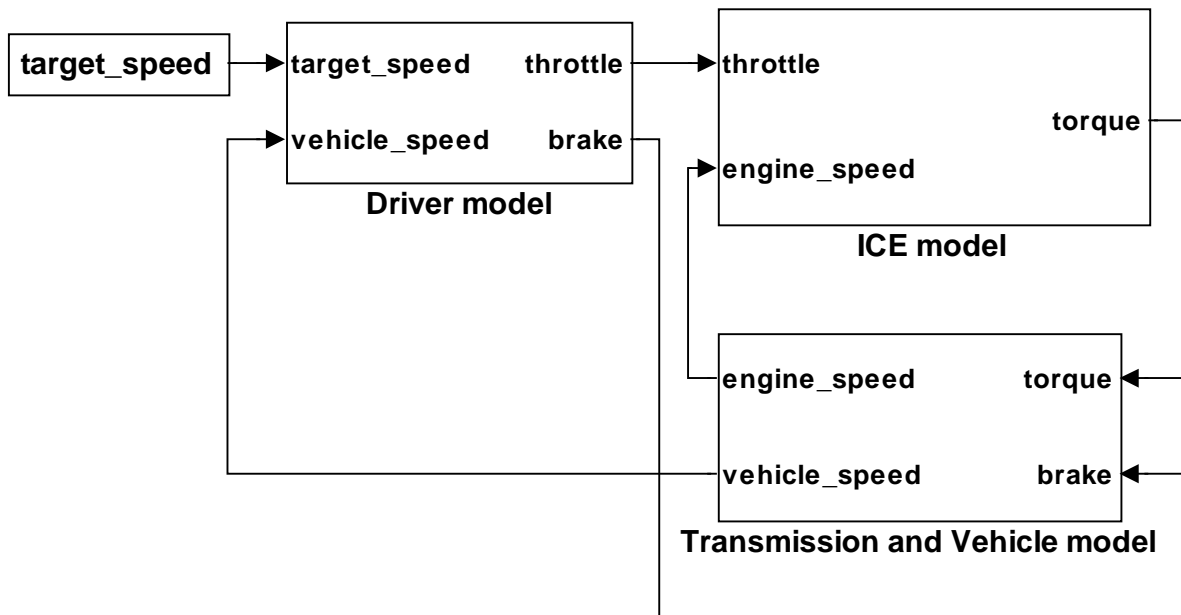 target_speed
target_speed throttle
vehicle_speed brake
Driver model
throttle
torque
engine_speed
ICE model
engine_speed torque
vehicle_speed brake
Transmission and Vehicle model